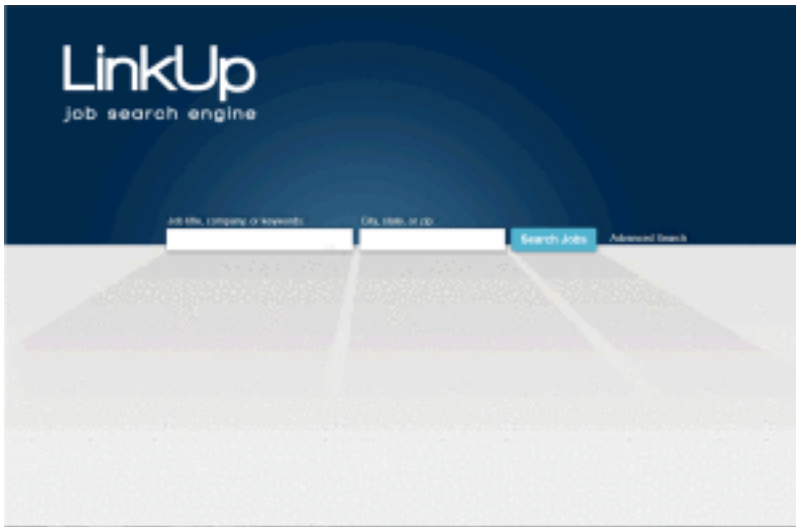 LinkUp
job search engine
Job title, company, or keywords:
City, state, or zip:
Search Jobs
Advanced Search